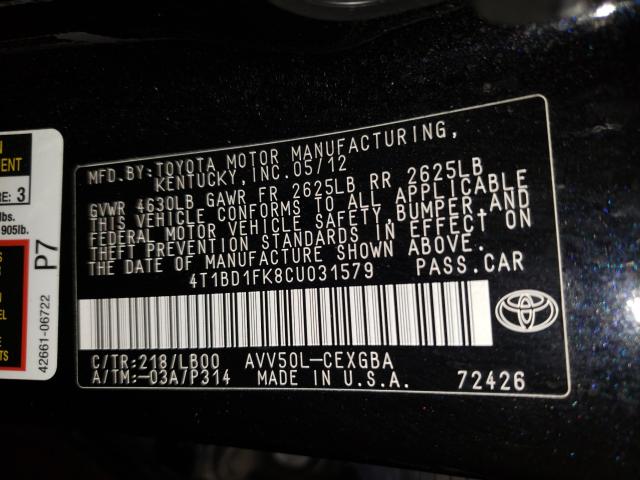 MFD.BY:TOYOTA MOTOR MANUFACTURING,
KENTUCKY, INC.05/12
GVWR 4630LB GAWR FR 2625LB RR 2625LB
THIS VEHICLE CONFORMS TO ALL APPLICABLE
FEDERAL MOTOR VEHICLE SAFETY,BUMPER,AND
THEFT PREVENTION STANDARDS IN EFFECT ON
THE DATE OF MANUFACTURE SHOWN ABOVE.
4T1BD1FK8CU031579 PASS.CAR
C/TR:218/LB00 AVV50L-CEXGBA
A/TM:-03A/P314 MADE IN U.S.A. 72426
3
lbs.
905lb.
P7
42661-06722